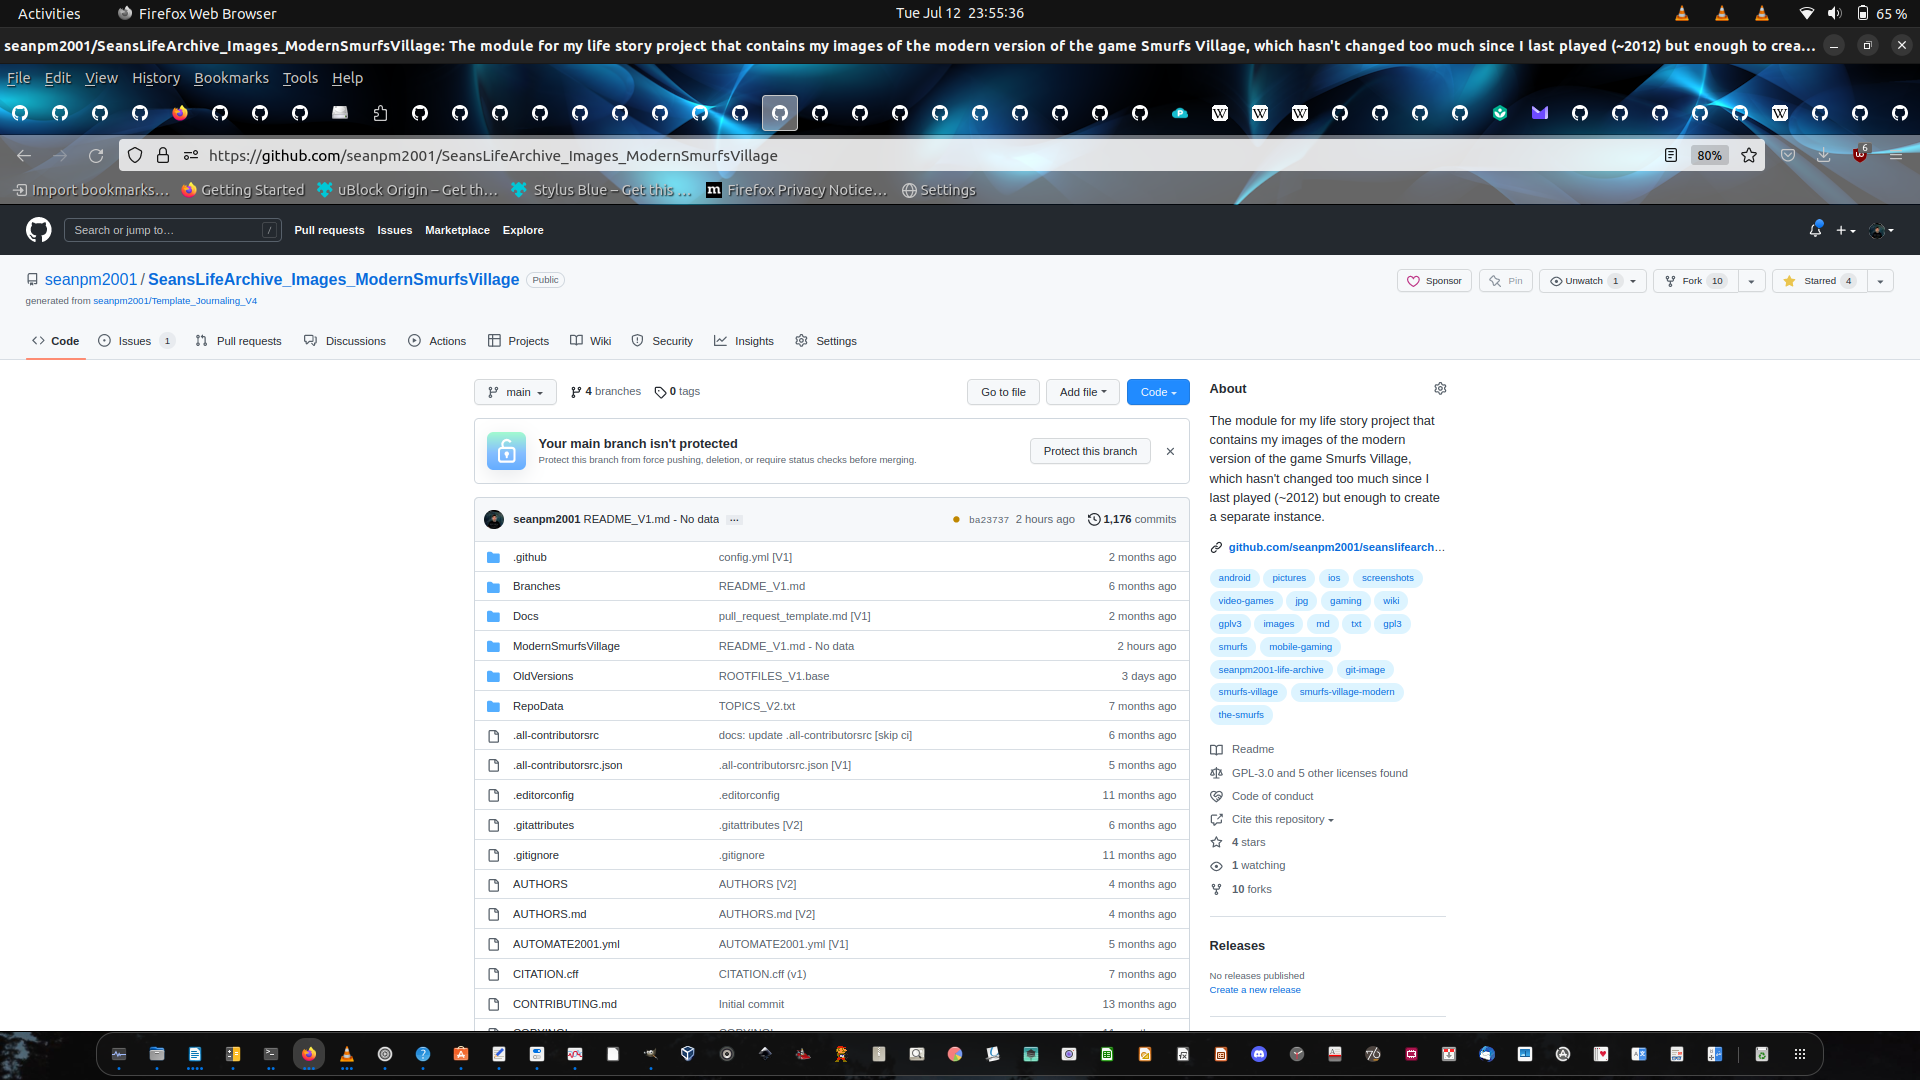 Activities Firefox Web Browser Tue Jul 12 23:55:36 65 %
seanpm2001/SeansLifeArchive_Images_ModernSmurfsVillage: The module for my life story project that contains my images of the modern version of the game Smurfs Village, which hasn't changed too much since I last played (~2012) but enough to crea…
File Edit View History Bookmarks Tools Help
https://github.com/seanpm2001/SeansLifeArchive_Images_ModernSmurfsVillage 80% 6
Import bookmarks… Getting Started uBlock Origin – Get th… Stylus Blue – Get this … Firefox Privacy Notice… Settings
Search or jump to… / Pull requests Issues Marketplace Explore
seanpm2001 / SeansLifeArchive_Images_ModernSmurfsVillage Public Sponsor Pin Unwatch 1 Fork 10 Starred 4
generated from seanpm2001/Template_Journaling_V4
Code Issues 1 Pull requests Discussions Actions Projects Wiki Security Insights Settings
main 4 branches 0 tags Go to file Add file Code
Your main branch isn't protected
Protect this branch from force pushing, deletion, or require status checks before merging.
Protect this branch
seanpm2001 README_V1.md - No data … ba23737 2 hours ago 1,176 commits
.github config.yml [V1] 2 months ago
Branches README_V1.md 6 months ago
Docs pull_request_template.md [V1] 2 months ago
ModernSmurfsVillage README_V1.md - No data 2 hours ago
OldVersions ROOTFILES_V1.base 3 days ago
RepoData TOPICS_V2.txt 7 months ago
.all-contributorsrc docs: update .all-contributorsrc [skip ci] 6 months ago
.all-contributorsrc.json .all-contributorsrc.json [V1] 5 months ago
.editorconfig .editorconfig 11 months ago
.gitattributes .gitattributes [V2] 6 months ago
.gitignore .gitignore 11 months ago
AUTHORS AUTHORS [V2] 4 months ago
AUTHORS.md AUTHORS.md [V2] 4 months ago
AUTOMATE2001.yml AUTOMATE2001.yml [V1] 5 months ago
CITATION.cff CITATION.cff (v1) 7 months ago
CONTRIBUTING.md Initial commit 13 months ago
About
The module for my life story project that
contains my images of the modern
version of the game Smurfs Village,
which hasn't changed too much since I
last played (~2012) but enough to create
a separate instance.
github.com/seanpm2001/seanslifearch…
android pictures ios screenshots
video-games jpg gaming wiki
gplv3 images md txt gpl3
smurfs mobile-gaming
seanpm2001-life-archive git-image
smurfs-village smurfs-village-modern
the-smurfs
Readme
GPL-3.0 and 5 other licenses found
Code of conduct
Cite this repository
4 stars
1 watching
10 forks
Releases
No releases published
Create a new release